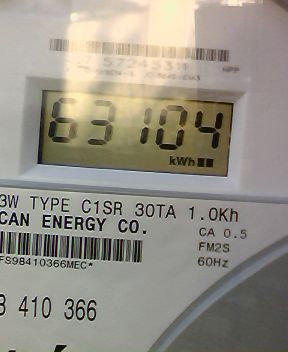 63104
kWh
3W TYPE C1SR 30TA 1.0Kh
CAN ENERGY CO.
CA 0.5
FM2S
60Hz
FS98410366MEC*
8 410 366